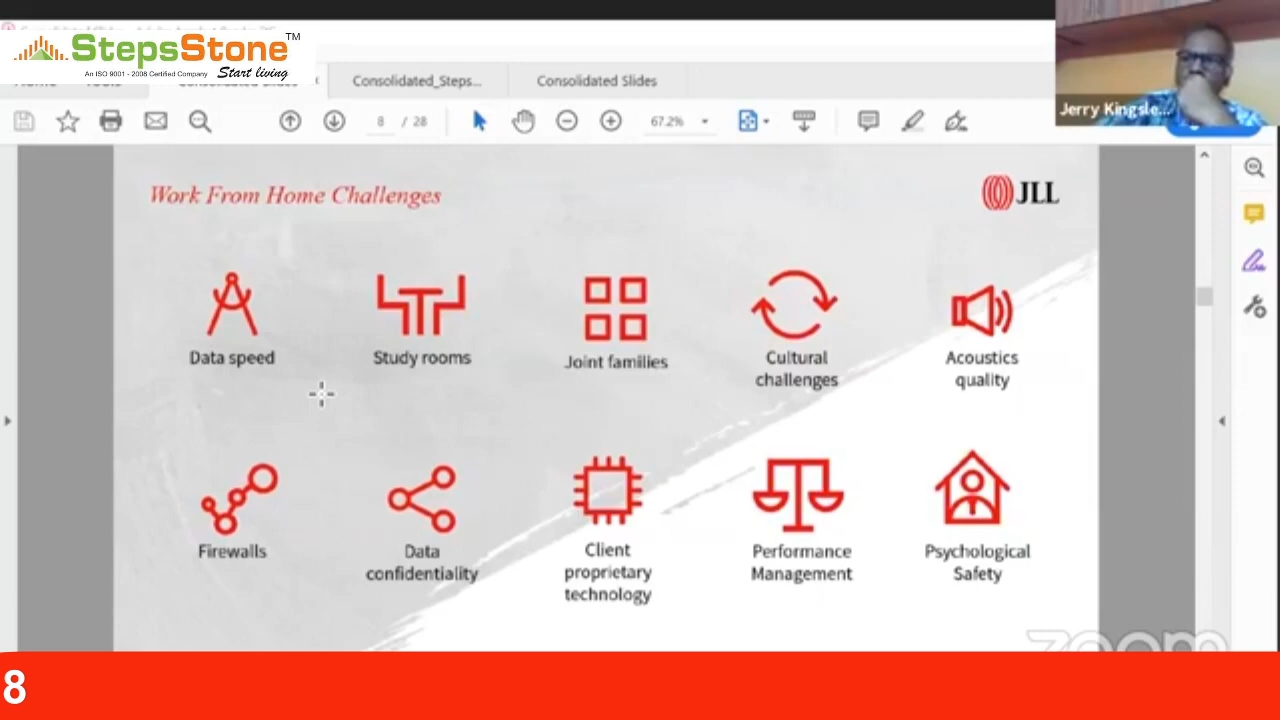 StepsStone TM
An ISO 9001 - 2008 Certified Company Start living
Consolidated_Steps...
Consolidated Slides
8 / 28
67.2%
Jerry Kingsle...
Work From Home Challenges
JLL
Data speed
Study rooms
Joint families
Cultural
challenges
Acoustics
quality
Firewalls
Data
confidentiality
Client
proprietary
technology
Performance
Management
Psychological
Safety
zoom
8